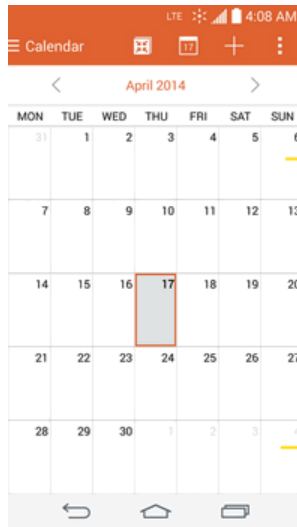 LTE 4:08 AM
Calendar 17
April 2014
MON TUE WED THU FRI SAT SUN
31 1 2 3 4 5 6
7 8 9 10 11 12 13
14 15 16 17 18 19 20
21 22 23 24 25 26 27
28 29 30 1 2 3 4